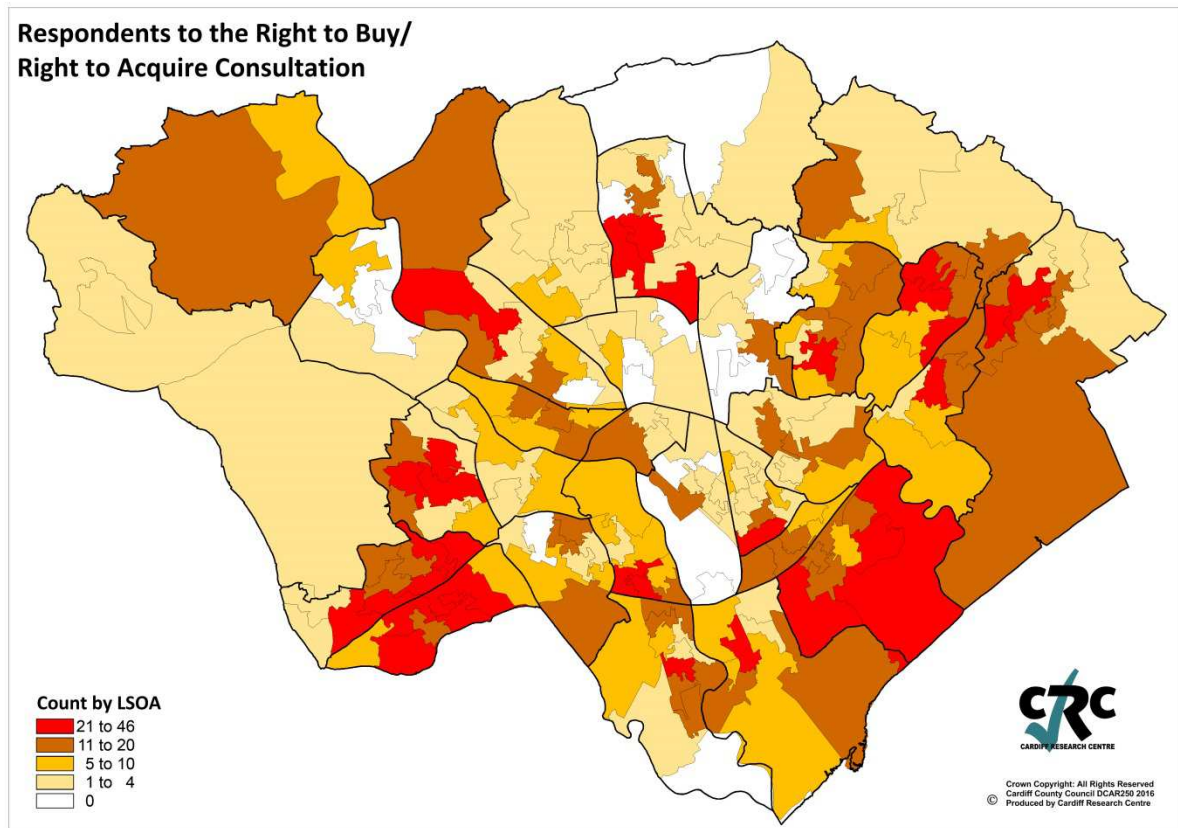 Respondents to the Right to Buy/
Right to Acquire Consultation
Count by LSOA
21 to 46
11 to 20
5 to 10
1 to 4
0
CRC
CARDIFF RESEARCH CENTRE
Crown Copyright: All Rights Reserved
Cardiff County Council DCAR250 2016
© Produced by Cardiff Research Centre